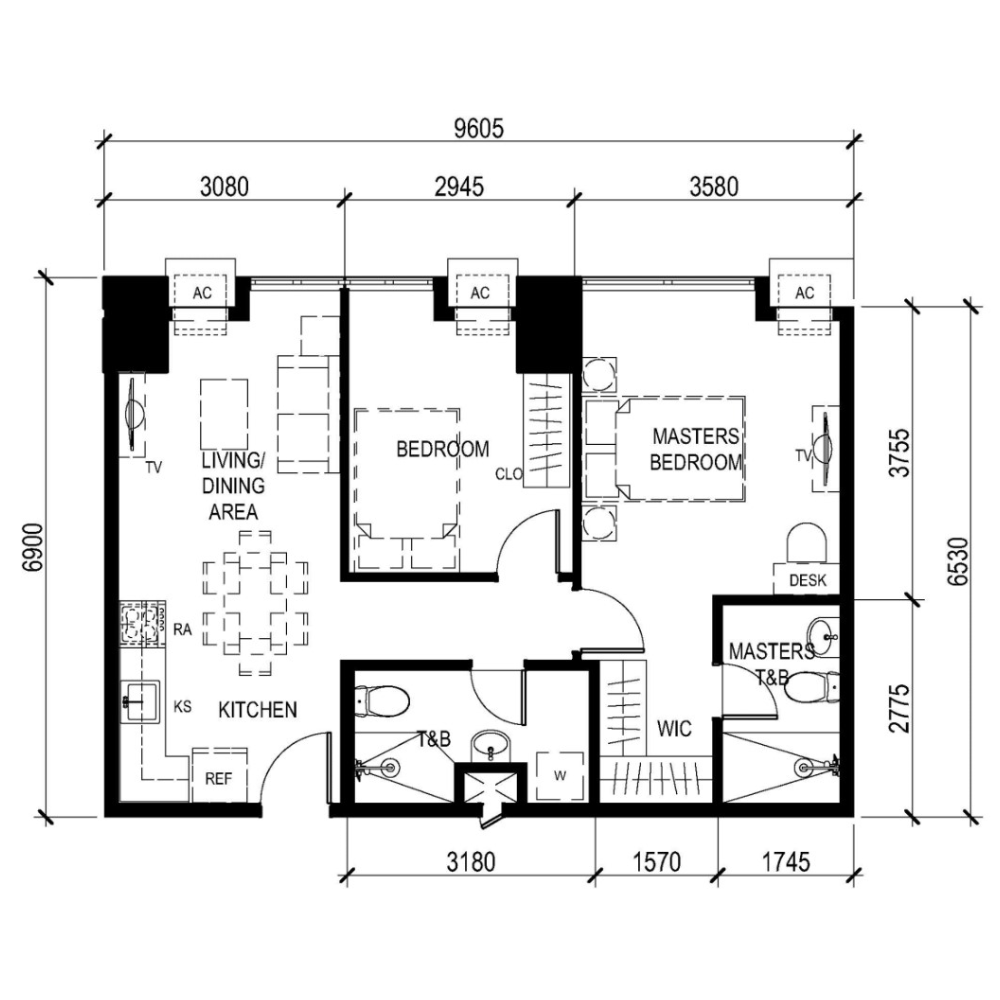 9605
3080
2945
3580
AC
AC
AC
TV
LIVING/
DINING
AREA
BEDROOM
CLO
MASTERS
BEDROOM
TV
3755
6900
6530
DESK
RA
MASTERS
T&B
KS
KITCHEN
T&B
WIC
2775
REF
W
3180
1570
1745